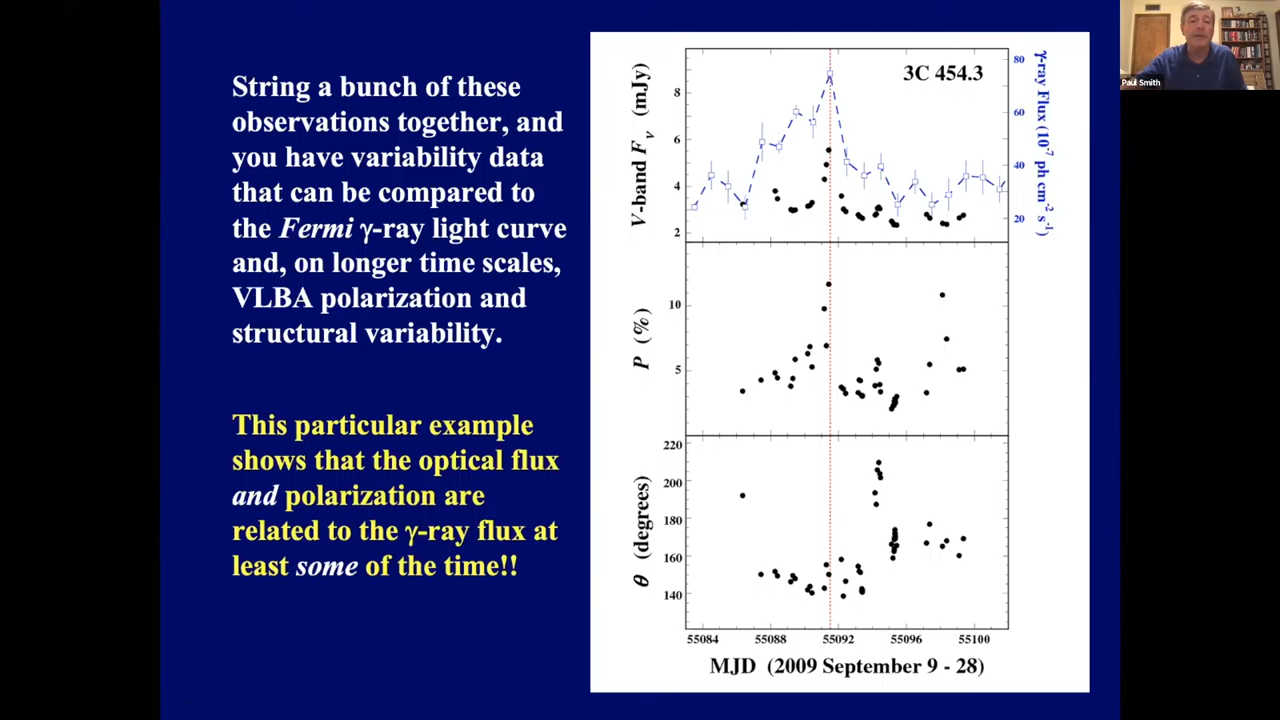 String a bunch of these
observations together, and
you have variability data
that can be compared to
the Fermi γ-ray light curve
and, on longer time scales,
VLBA polarization and
structural variability.
This particular example
shows that the optical flux
and polarization are
related to the γ-ray flux at
least some of the time!!
3C 454.3
V-band Fν (mJy)
8
6
4
2
80
60
40
20
γ-ray Flux (10⁻⁷ ph cm⁻² s⁻¹)
P (%)
10
5
θ (degrees)
220
200
180
160
140
55084 55088 55092 55096 55100
MJD (2009 September 9 - 28)
Paul Smith